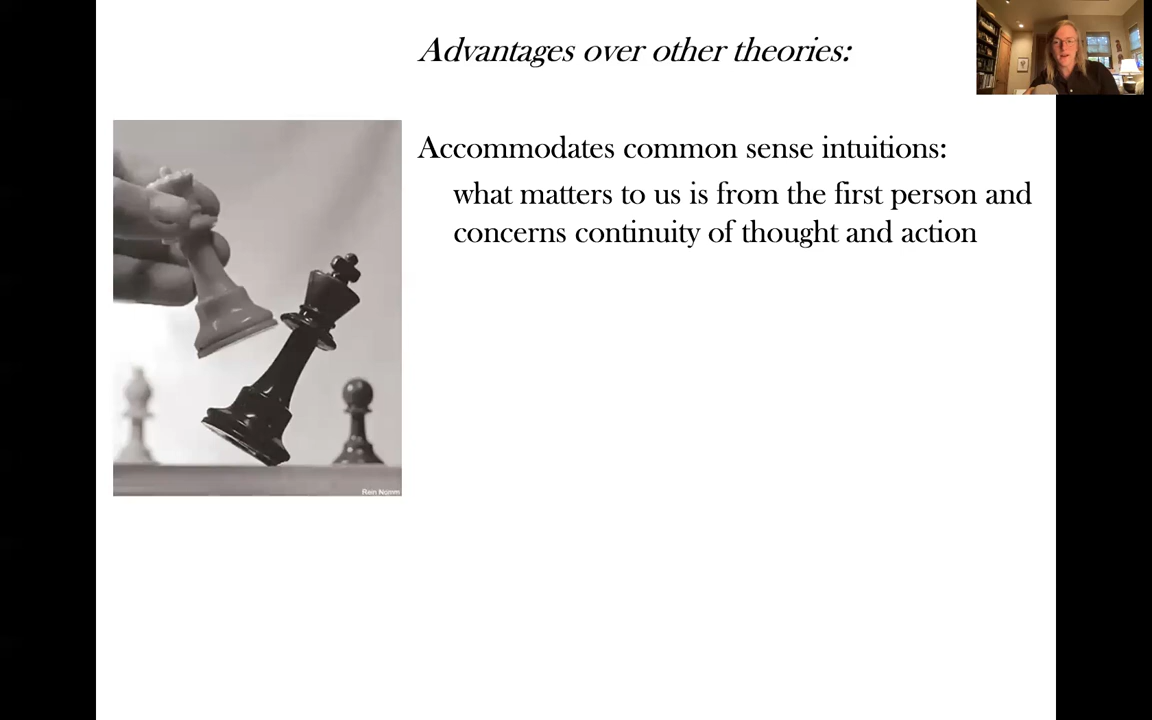 Advantages over other theories:
Accommodates common sense intuitions:
what matters to us is from the first person and
concerns continuity of thought and action